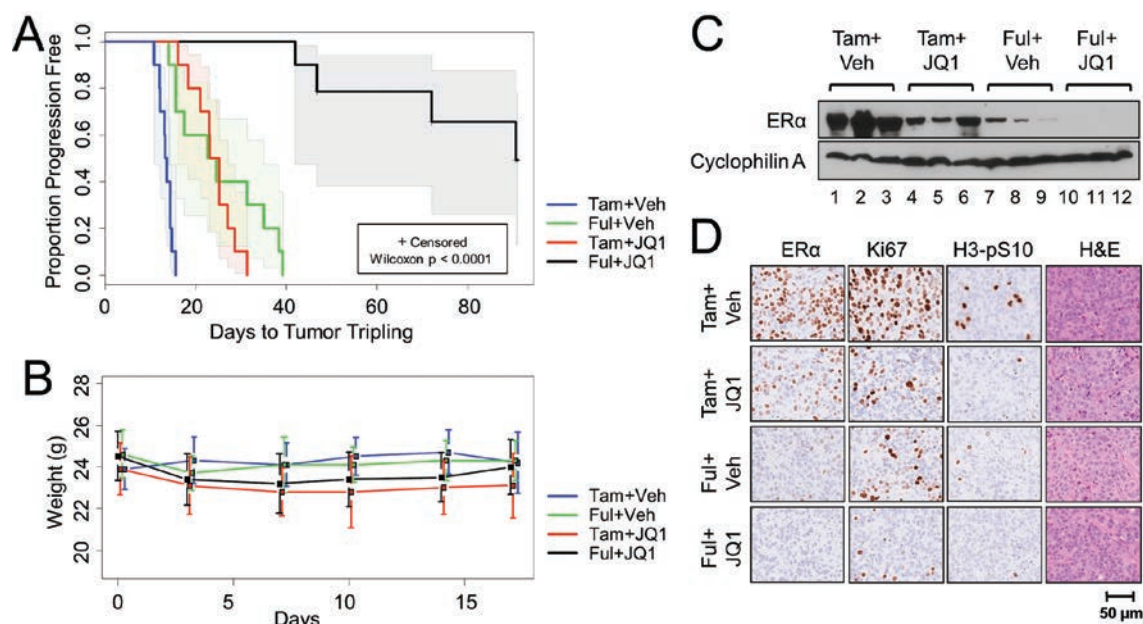 A
Proportion Progression Free
1.0
0.8
0.6
0.4
0.2
0.0
+ Censored
Wilcoxon p < 0.0001
0 20 40 60 80
Days to Tumor Tripling
Tam+Veh
Ful+Veh
Tam+JQ1
Ful+JQ1
B
Weight (g)
28
26
24
22
20
0 5 10 15
Days
Tam+Veh
Ful+Veh
Tam+JQ1
Ful+JQ1
C
Tam+ Tam+ Ful+ Ful+
Veh JQ1 Veh JQ1
ERα
Cyclophilin A
1 2 3 4 5 6 7 8 9 10 11 12
D
ERα Ki67 H3-pS10 H&E
Tam+
Veh
Tam+
JQ1
Ful+
Veh
Ful+
JQ1
50 µm